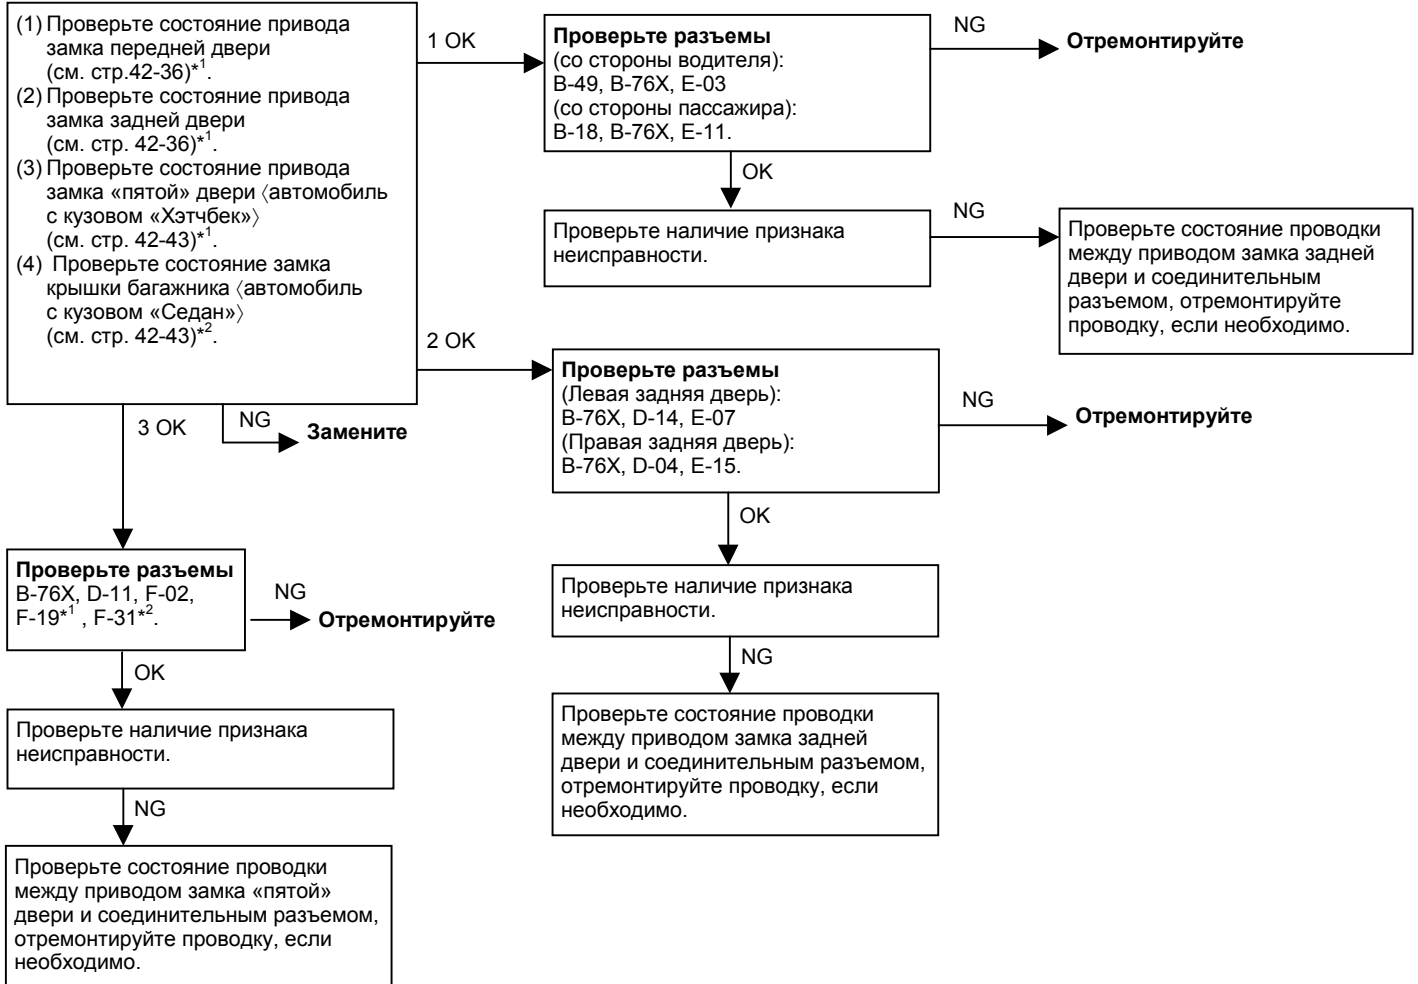 (1) Проверьте состояние привода
замка передней двери
(см. стр.42-36)*1.
(2) Проверьте состояние привода
замка задней двери
(см. стр. 42-36)*1.
(3) Проверьте состояние привода
замка «пятой» двери 〈автомобиль
с кузовом «Хэтчбек»〉
(см. стр. 42-43)*1.
(4) Проверьте состояние замка
крышки багажника 〈автомобиль
с кузовом «Седан»〉
(см. стр. 42-43)*2.
1 OK
Проверьте разъемы
(со стороны водителя):
B-49, B-76X, E-03
(со стороны пассажира):
B-18, B-76X, E-11.
NG
Отремонтируйте
OK
Проверьте наличие признака
неисправности.
NG
Проверьте состояние проводки
между приводом замка задней
двери и соединительным
разъемом, отремонтируйте
проводку, если необходимо.
2 OK
Проверьте разъемы
(Левая задняя дверь):
B-76X, D-14, E-07
(Правая задняя дверь):
B-76X, D-04, E-15.
NG
Отремонтируйте
OK
Проверьте наличие признака
неисправности.
NG
Проверьте состояние проводки
между приводом замка задней
двери и соединительным разъемом,
отремонтируйте проводку, если
необходимо.
3 OK
NG
Замените
Проверьте разъемы
B-76X, D-11, F-02,
F-19*1 , F-31*2.
NG
Отремонтируйте
OK
Проверьте наличие признака
неисправности.
NG
Проверьте состояние проводки
между приводом замка «пятой»
двери и соединительным разъемом,
отремонтируйте проводку, если
необходимо.